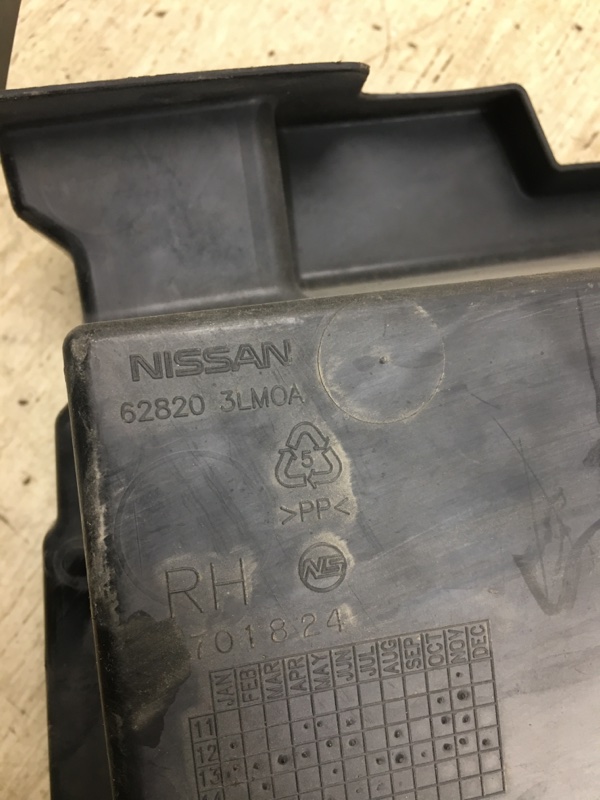 NISSAN
62820 3LM0A
5
>PP<
RH NS
701824
JAN FEB MAR APR MAY JUN JUL AUG SEP OCT NOV DEC
11
12
13
14